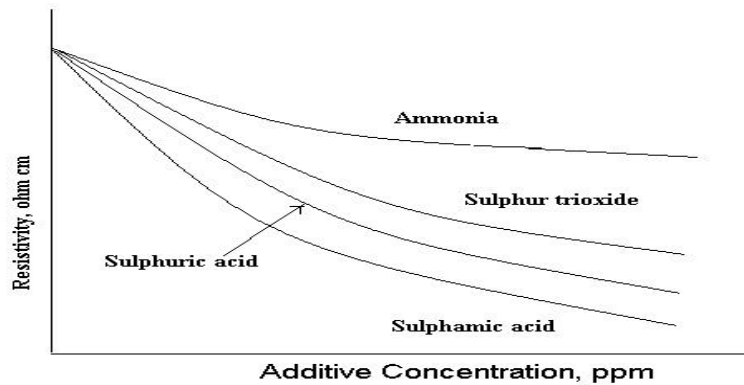 Ammonia
Sulphur trioxide
Sulphuric acid
Sulphamic acid
Resistivity, ohm cm
Additive Concentration, ppm